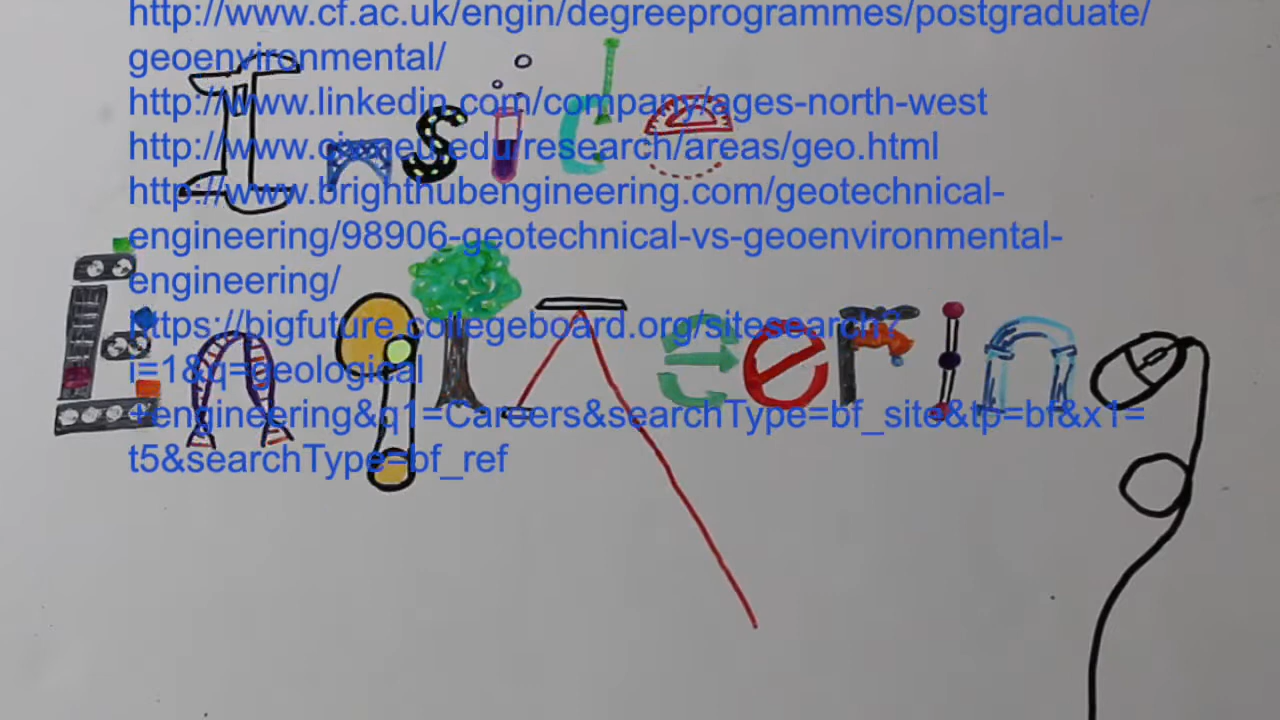 http://www.cf.ac.uk/engin/degreeprogrammes/postgraduate/
geoenvironmental/
http://www.linkedin.com/company/ages-north-west
http://www.civ.neu.edu/research/areas/geo.html
http://www.brighthubengineering.com/geotechnical-
engineering/98906-geotechnical-vs-geoenvironmental-
engineering/
https://bigfuture.collegeboard.org/sitesearch?
i=1&q=geological
+engineering&q1=Careers&searchType=bf_site&tp=bf&x1=
t5&searchType=bf_ref
Inside
Engineering